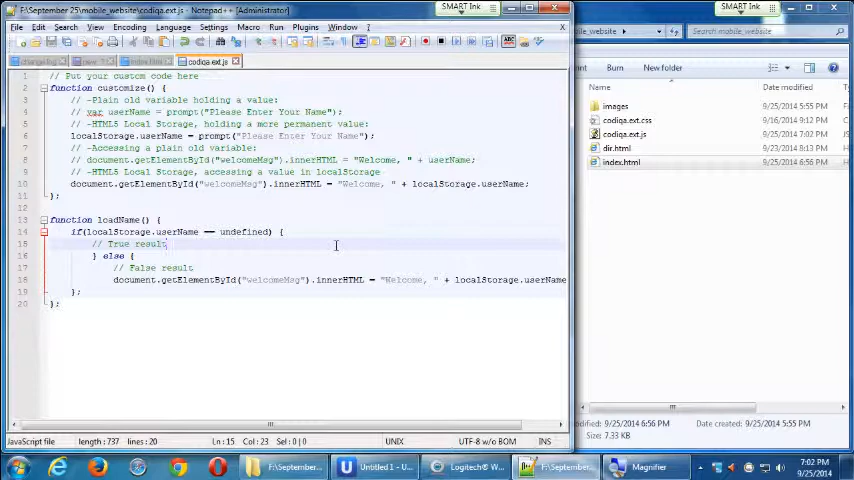 F:\September 25\mobile_website\codiqa.ext.js - Notepad++ [Administrator]
SMART Ink
File Edit Search View Encoding Language Settings Macro Run Plugins Window ?
index.html codiqa.ext.js
1 // Put your custom code here
2 function customize() {
3 // -Plain old variable holding a value:
4 // var userName = prompt("Please Enter Your Name");
5 // -HTML5 Local Storage, holding a more permanent value:
6 localStorage.userName = prompt("Please Enter Your Name");
7 // -Accessing a plain old variable:
8 // document.getElementById("welcomeMsg").innerHTML = "Welcome, " + userName;
9 // -HTML5 Local Storage, accessing a value in localStorage
10 document.getElementById("welcomeMsg").innerHTML = "Welcome, " + localStorage.userName;
11 };
12
13 function loadName() {
14 if(localStorage.userName == undefined) {
15 // True result
16 } else {
17 // False result
18 document.getElementById("welcomeMsg").innerHTML = "Welcome, " + localStorage.userName
19 };
20 };
JavaScript file length : 737 lines : 20 Ln : 15 Col : 23 Sel : 0 | 0 UNIX UTF-8 w/o BOM INS
SMART Ink
mobile_website Search mobile_website
Burn New folder
Name Date modified
images 9/25/2014 5:55 PM
codiqa.ext.css 9/16/2014 9:12 PM
codiqa.ext.js 9/25/2014 7:02 PM
dir.html 9/23/2014 8:13 PM
index.html 9/25/2014 6:56 PM
modified: 9/25/2014 6:56 PM Date created: 9/25/2014 5:55 PM
Size: 7.33 KB
F:\September... Untitled 1 - U... Logitech® W... F:\September... Magnifier
7:02 PM
9/25/2014